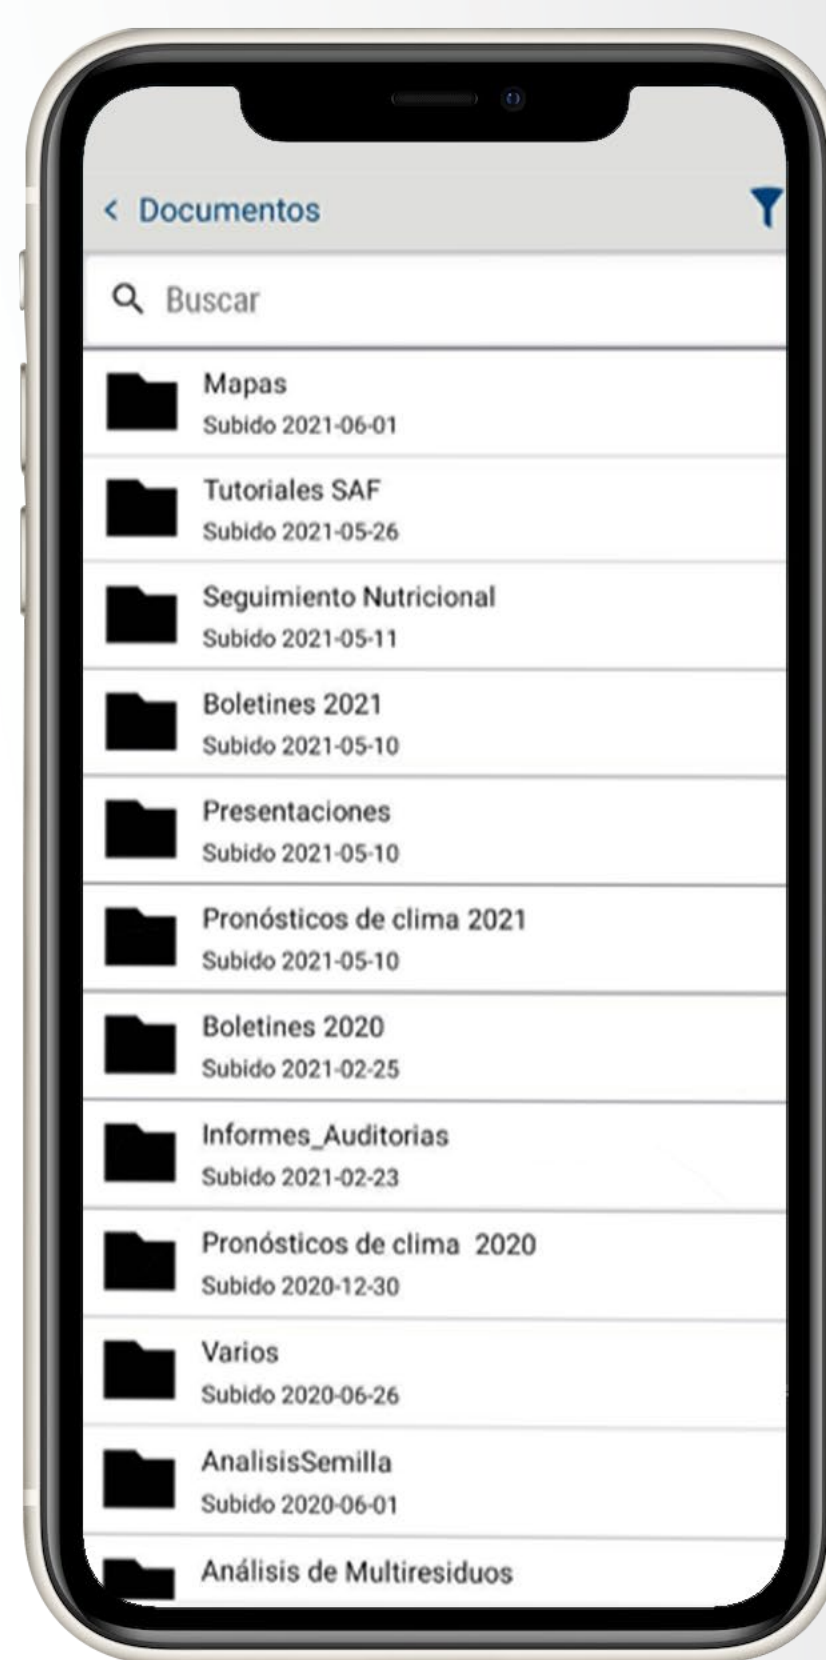 Documentos
Buscar
Mapas
Subido 2021-06-01
Tutoriales SAF
Subido 2021-05-26
Seguimiento Nutricional
Subido 2021-05-11
Boletines 2021
Subido 2021-05-10
Presentaciones
Subido 2021-05-10
Pronósticos de clima 2021
Subido 2021-05-10
Boletines 2020
Subido 2021-02-25
Informes_Auditorias
Subido 2021-02-23
Pronósticos de clima  2020
Subido 2020-12-30
Varios
Subido 2020-06-26
AnalisisSemilla
Subido 2020-06-01
Análisis de Multiresiduos